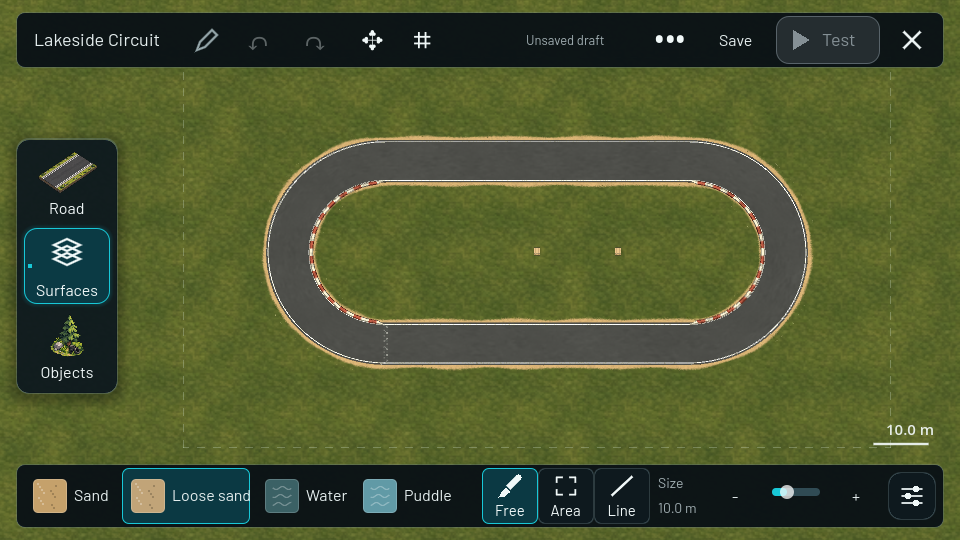 Lakeside Circuit
Unsaved draft
Save
Test
Road
Surfaces
Objects
10.0 m
Sand
Loose sand
Water
Puddle
Free
Area
Line
Size
10.0 m
-
+